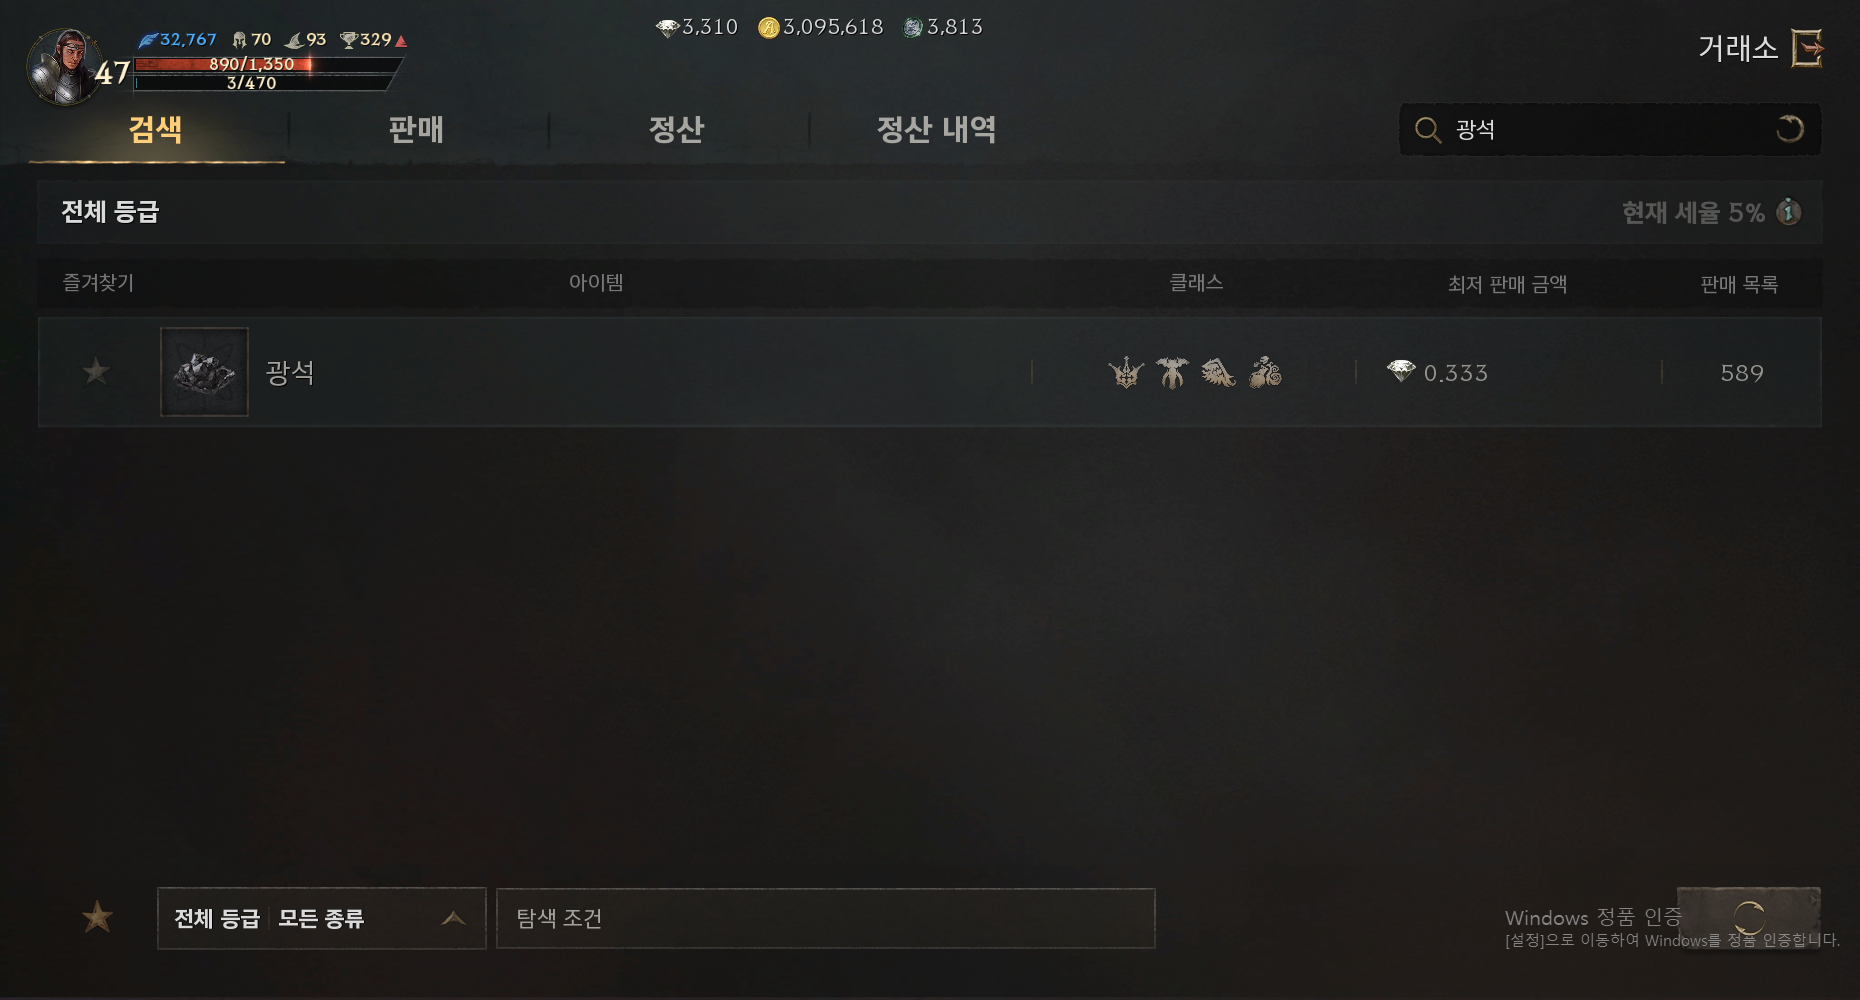 32,767 70 93 329
3,310 3,095,618 3,813
47
890/1,350
3/470
거래소
검색 판매 정산 정산 내역
광석
전체 등급
현재 세율 5%
즐겨찾기 아이템 클래스 최저 판매 금액 판매 목록
광석 0.333 589
전체 등급 모든 종류
탐색 조건
Windows 정품 인증
[설정]으로 이동하여 Windows를 정품 인증합니다.